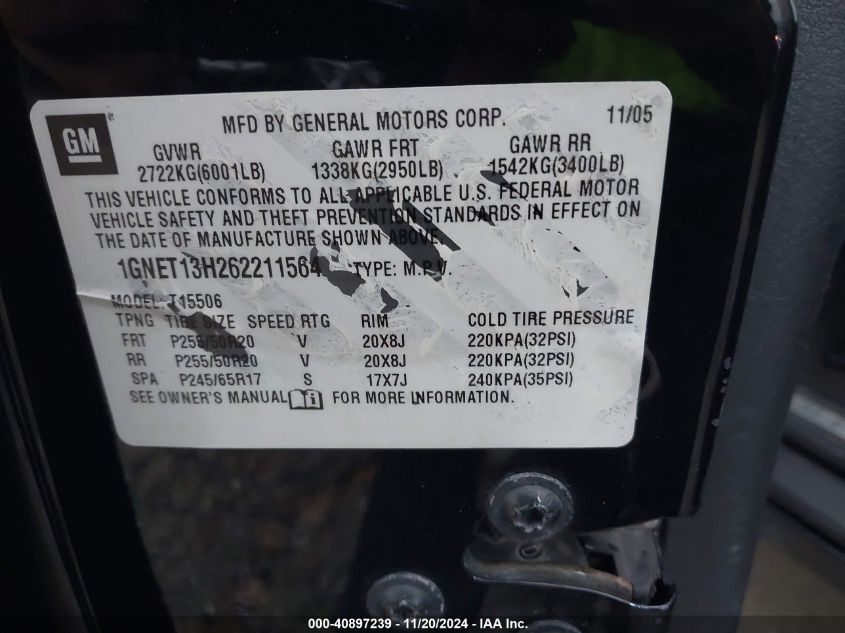 GM ®
MFD BY GENERAL MOTORS CORP. 11/05
GVWR GAWR FRT GAWR RR
2722KG(6001LB) 1338KG(2950LB) 1542KG(3400LB)
THIS VEHICLE CONFORMS TO ALL APPLICABLE U.S. FEDERAL MOTOR
VEHICLE SAFETY AND THEFT PREVENTION STANDARDS IN EFFECT ON
THE DATE OF MANUFACTURE SHOWN ABOVE.
1GNET13H262211564 TYPE: M.P.V.
MODEL: T15506
TPNG TIRE SIZE SPEED RTG RIM COLD TIRE PRESSURE
FRT P255/50R20 V 20X8J 220KPA(32PSI)
RR P255/50R20 V 20X8J 220KPA(32PSI)
SPA P245/65R17 S 17X7J 240KPA(35PSI)
SEE OWNER'S MANUAL FOR MORE INFORMATION.
000-40897239 - 11/20/2024 - IAA Inc.